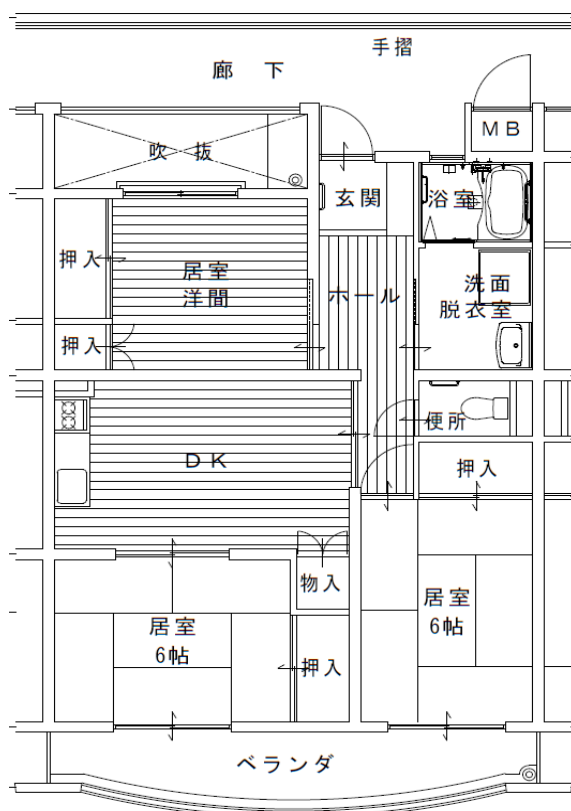 手摺
廊 下
MB
吹 抜
玄関
浴室
押入
居室
洋間
ホール
洗面
脱衣室
押入
便所
DK
押入
物入
居室
6帖
居室
6帖
押入
ベランダ